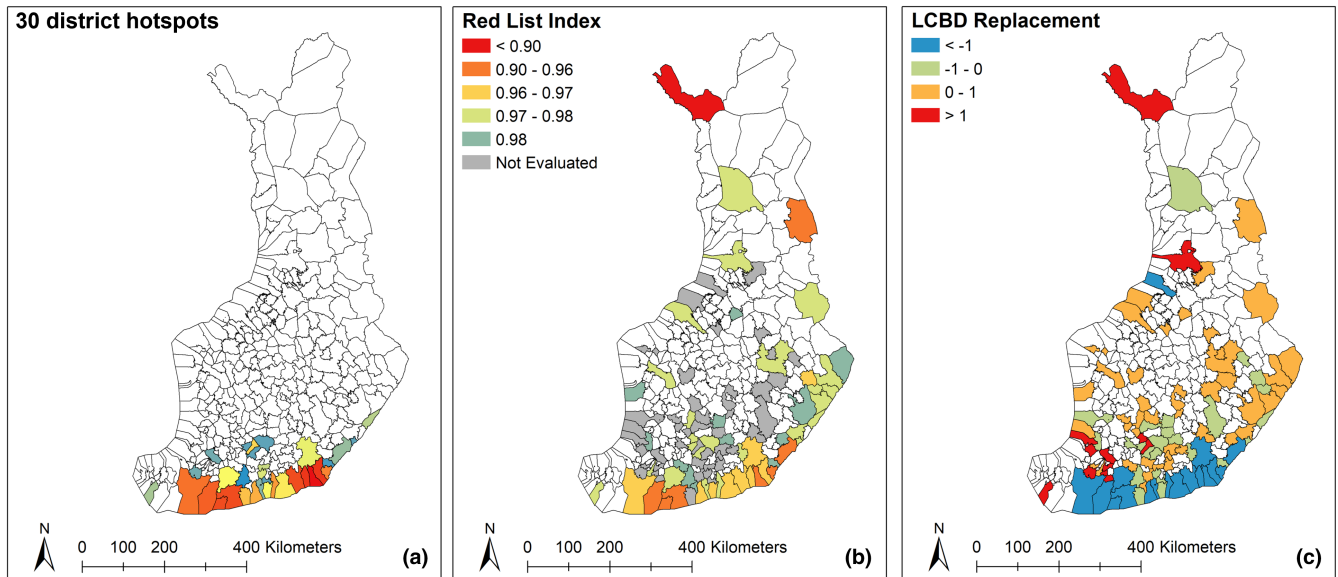 30 district hotspots
N
0 100 200 400 Kilometers
(a)
Red List Index
< 0.90
0.90 - 0.96
0.96 - 0.97
0.97 - 0.98
0.98
Not Evaluated
N
0 100 200 400 Kilometers
(b)
LCBD Replacement
< -1
-1 - 0
0 - 1
> 1
N
0 100 200 400 Kilometers
(c)